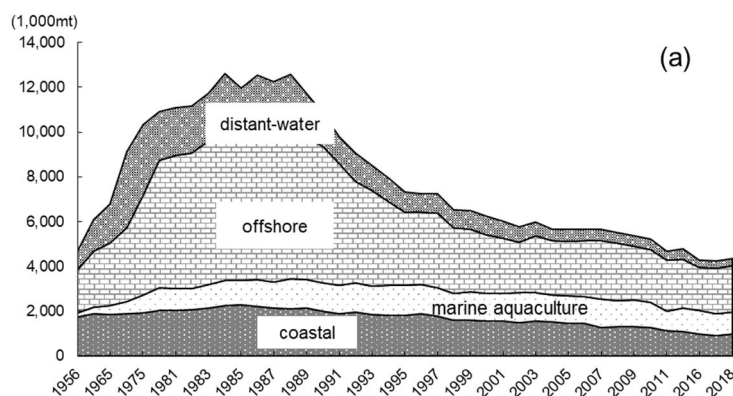 (1,000mt)
14,000
(a)
12,000
distant-water
10,000
8,000
6,000
offshore
4,000
marine aquaculture
2,000
coastal
0
1956 1965 1975 1981 1983 1985 1987 1989 1991 1993 1995 1997 1999 2001 2003 2005 2007 2009 2011 2016 2018